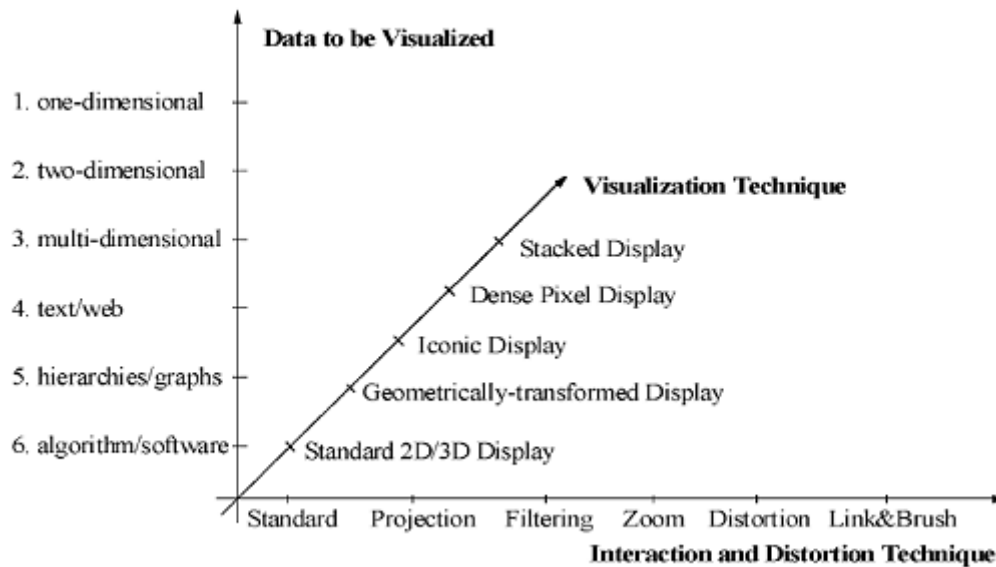 Data to be Visualized
1. one-dimensional
2. two-dimensional
Visualization Technique
3. multi-dimensional
Stacked Display
Dense Pixel Display
4. text/web
Iconic Display
5. hierarchies/graphs
Geometrically-transformed Display
6. algorithm/software
Standard 2D/3D Display
Standard Projection Filtering Zoom Distortion Link&Brush
Interaction and Distortion Technique